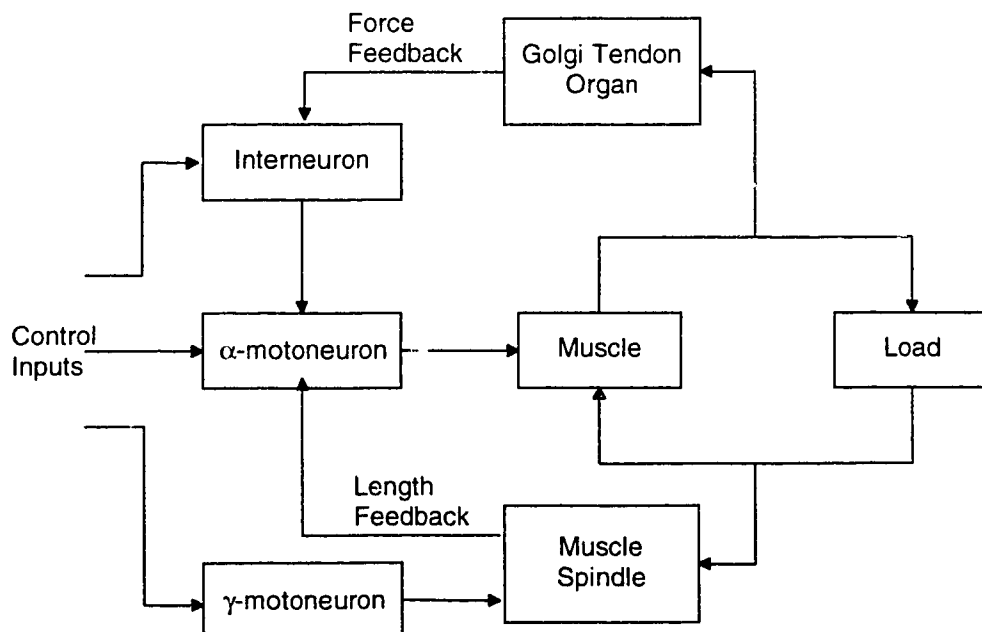 Force
Feedback
Golgi Tendon
Organ
Interneuron
Control
Inputs
α-motoneuron
Muscle
Load
Length
Feedback
Muscle
Spindle
γ-motoneuron